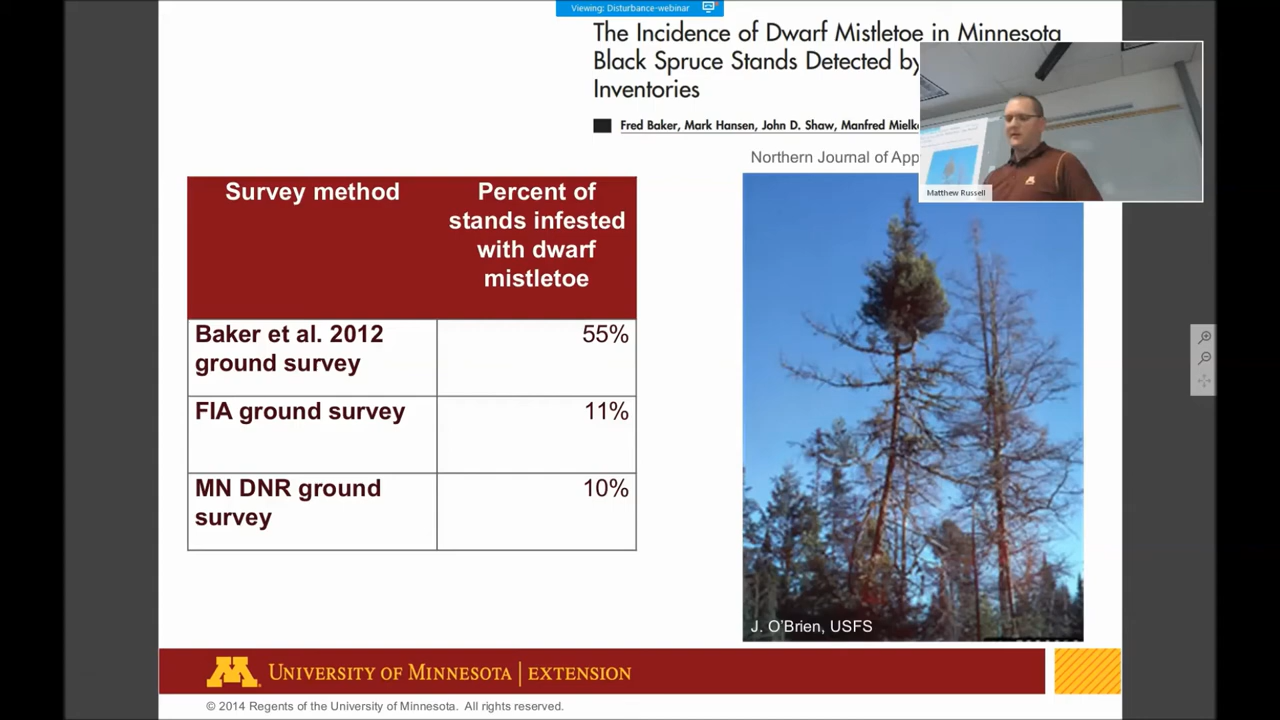 Viewing: Disturbance-webinar
The Incidence of Dwarf Mistletoe in Minnesota
Black Spruce Stands Detected by
Inventories
Fred Baker, Mark Hansen, John D. Shaw, Manfred
Northern Journal of
Matthew Russell
Survey method
Percent of
stands infested
with dwarf
mistletoe
Baker et al. 2012
ground survey
55%
FIA ground survey
11%
MN DNR ground
survey
10%
J. O'Brien, USFS
M UNIVERSITY OF MINNESOTA | EXTENSION
© 2014 Regents of the University of Minnesota. All rights reserved.